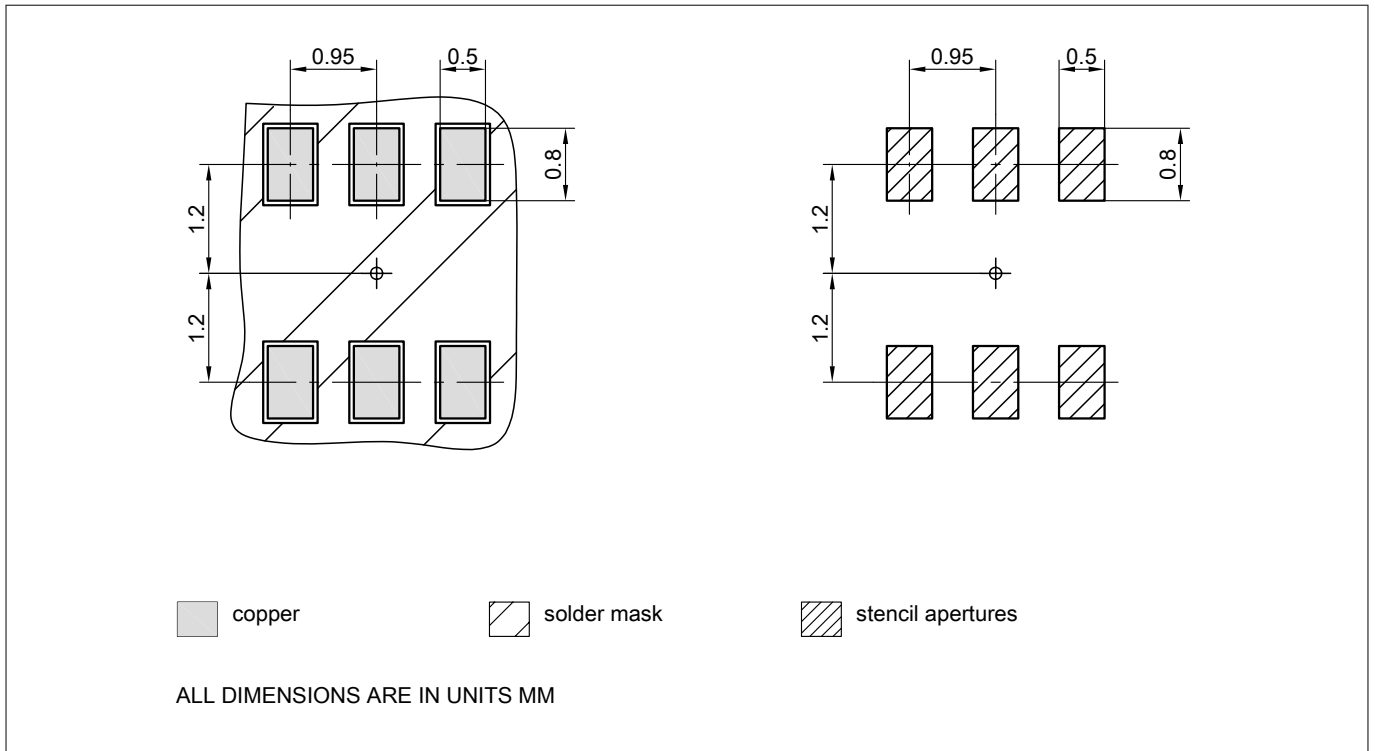 0.95 0.5 0.95 0.5
0.8 0.8
1.2 1.2
1.2 1.2
copper solder mask stencil apertures
ALL DIMENSIONS ARE IN UNITS MM